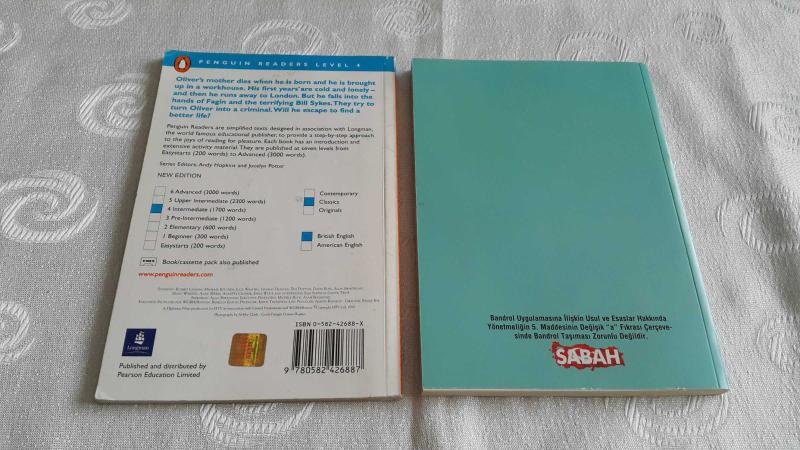 PENGUIN READERS LEVEL 4
Oliver's mother dies when he is born and he is brought
up in a workhouse. His first years are cold and lonely –
and then he runs away to London. But he falls into the
hands of Fagin and the terrifying Bill Sykes. They try to
turn Oliver into a criminal. Will he escape to find a
better life?
Penguin Readers are simplified texts designed in association with Longman,
the world famous educational publisher, to provide a step-by-step approach
to the joys of reading for pleasure. Each book has an introduction and
extensive activity material. They are published at seven levels from
Easystarts (200 words) to Advanced (3000 words).
Series Editors: Andy Hopkins and Jocelyn Potter
NEW EDITION
6 Advanced (3000 words)
5 Upper Intermediate (2300 words)
4 Intermediate (1700 words)
3 Pre-Intermediate (1200 words)
2 Elementary (600 words)
1 Beginner (300 words)
Easystarts (200 words)
Contemporary
Classics
Originals
British English
American English
Book/cassette pack also published
www.penguinreaders.com
Longman
Published and distributed by
Pearson Education Limited
ISBN 0-582-42688-X
9 780582 426887
Bandrol Uygulamasına İlişkin Usul ve Esaslar Hakkında
Yönetmeliğin 5. Maddesinin Değişik "a" Fıkrası Çerçeve-
sinde Bandrol Taşıması Zorunlu Değildir.
SABAH